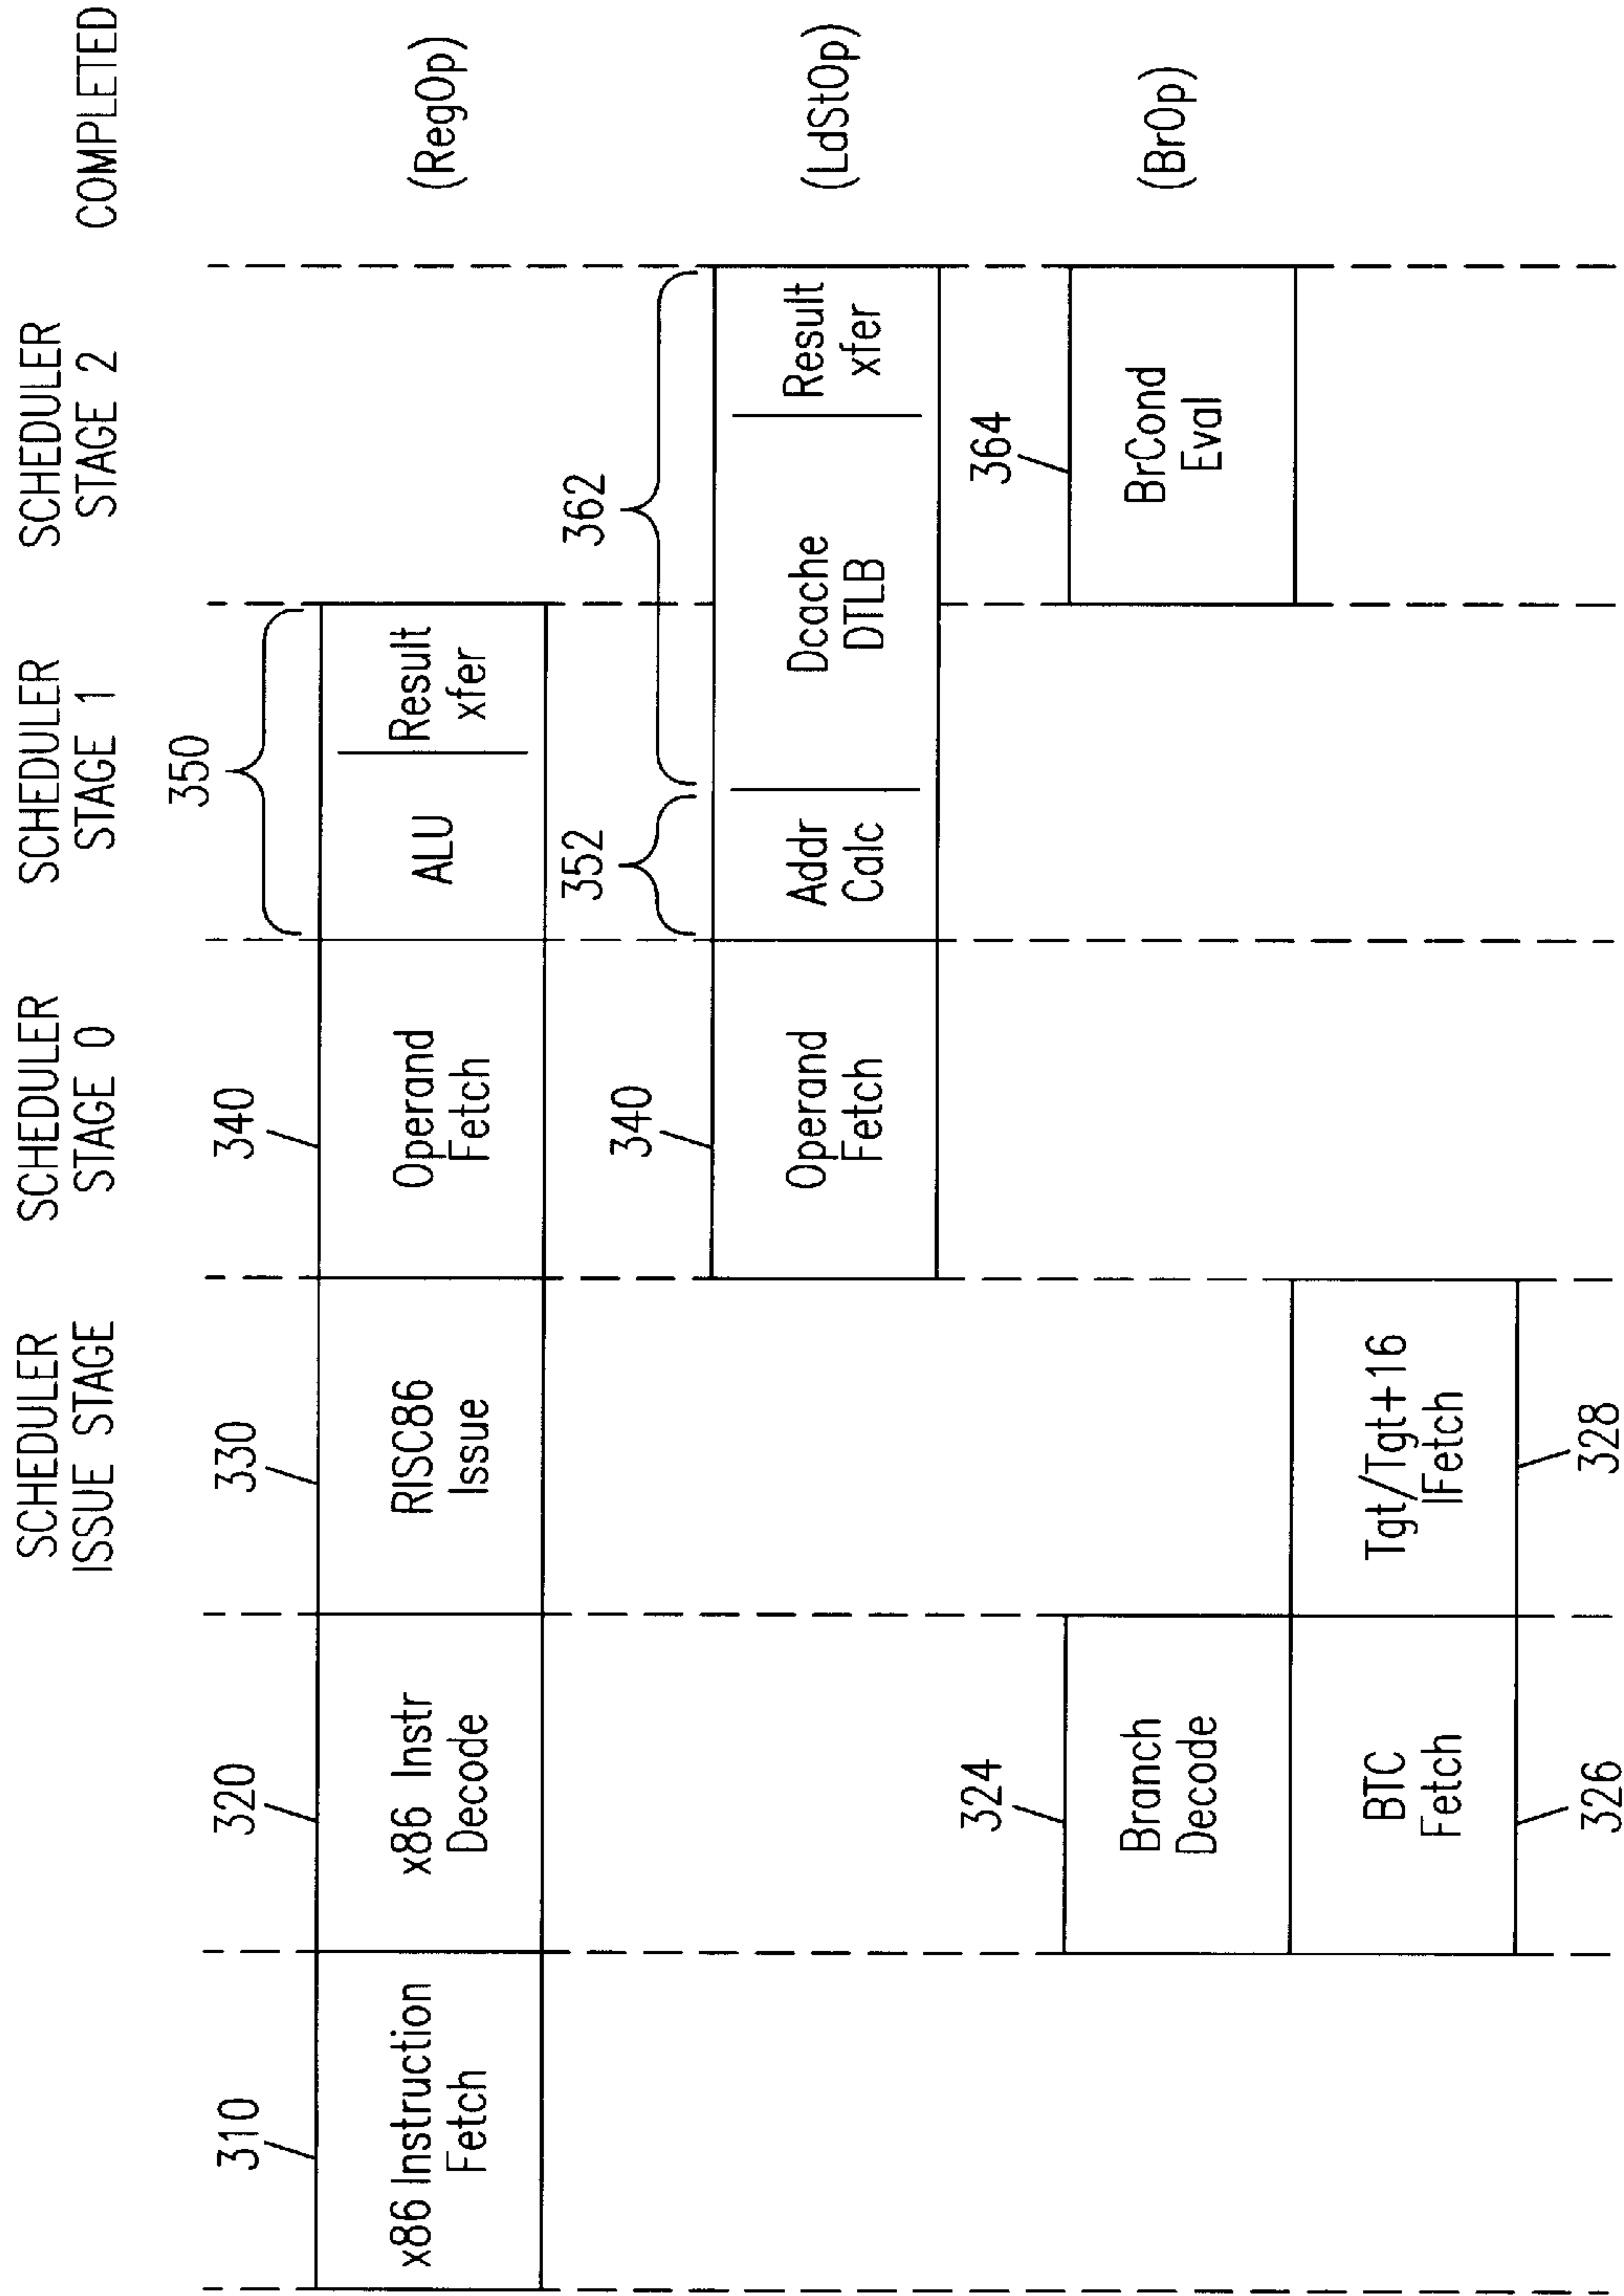 SCHEDULER
ISSUE STAGE
SCHEDULER
STAGE 0
SCHEDULER
STAGE 1
SCHEDULER
STAGE 2
COMPLETED
310
320
330
340
350
x86 Instruction
Fetch
x86 Instr
Decode
RISC86
Issue
Operand
Fetch
ALU
Result
xfer
(RegOp)
340
352
362
Operand
Fetch
Addr
Calc
Dcache
DTLB
Result
xfer
(LdStOp)
324
364
Branch
Decode
BrCond
Eval
(BrOp)
BTC
Fetch
Tgt/Tgt+16
IFetch
326
328